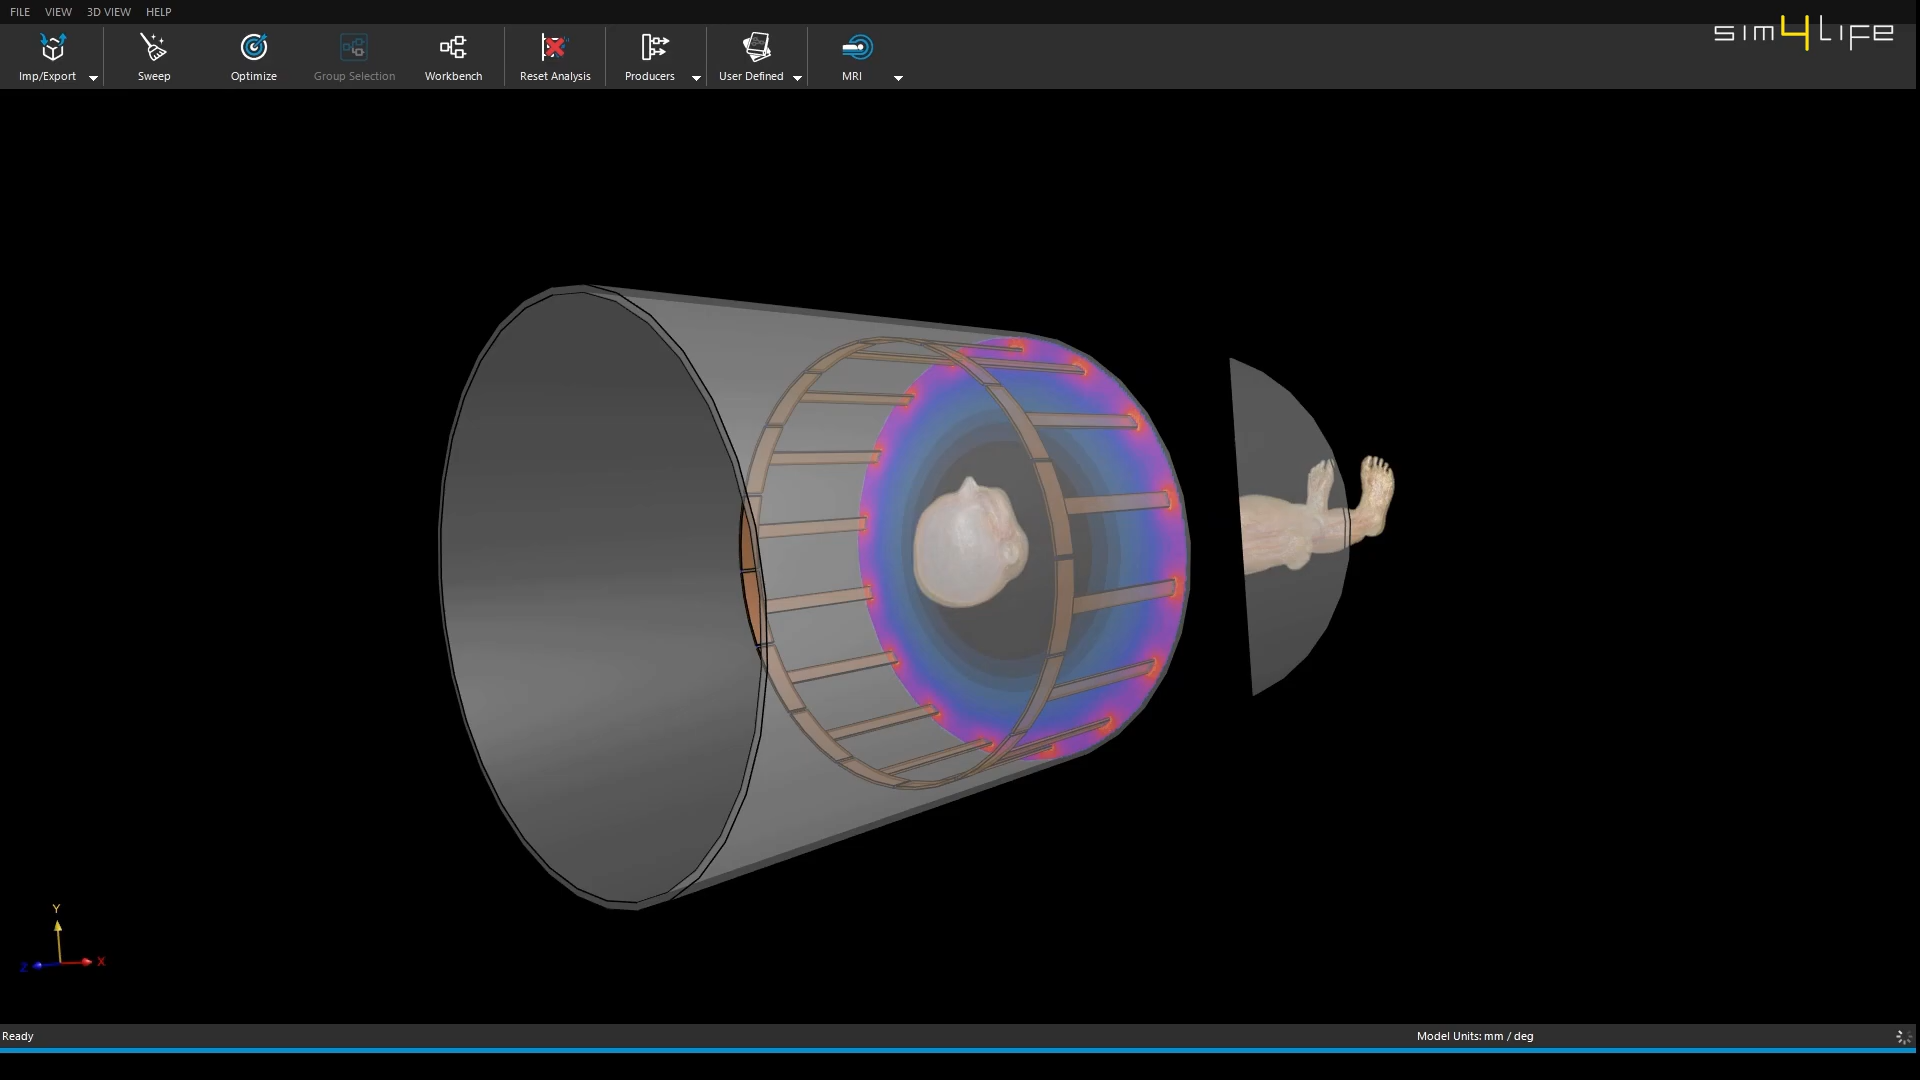 FILE VIEW 3D VIEW HELP
sim4life
Imp/Export Sweep Optimize Group Selection Workbench Reset Analysis Producers User Defined MRI
Y
Z X
Ready Model Units: mm / deg